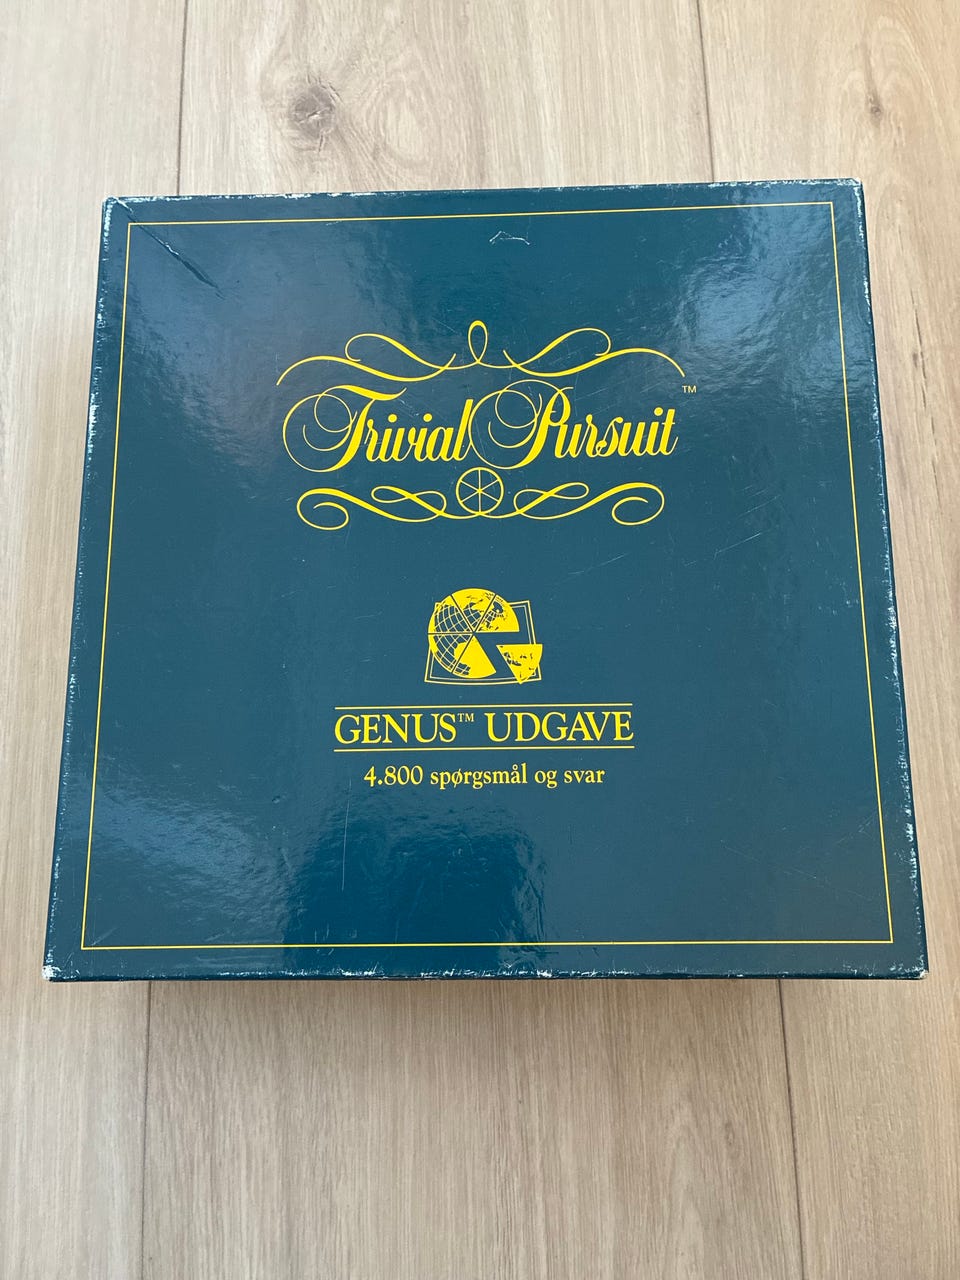 Trivial Pursuit™
GENUS™ UDGAVE
4.800 spørgsmål og svar